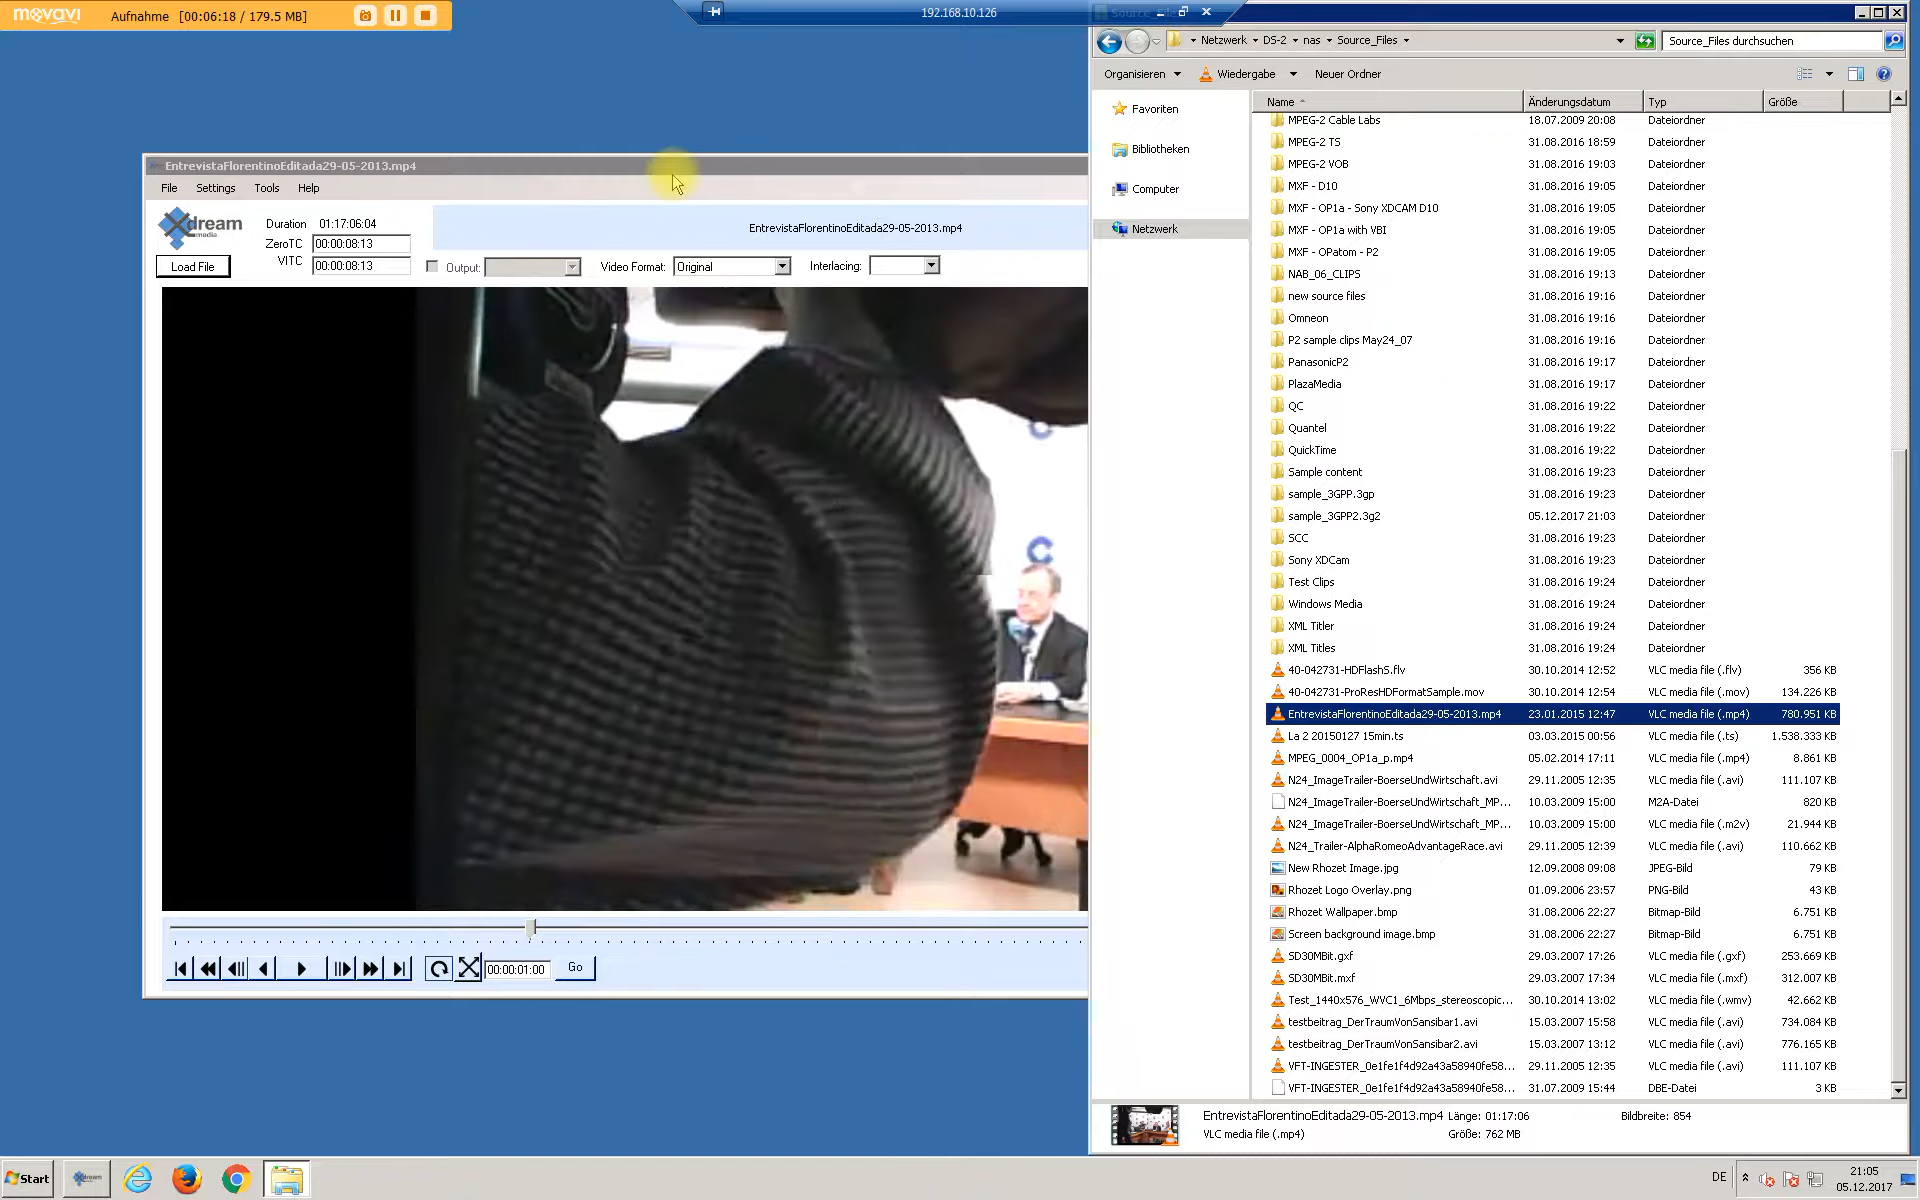 movavi Aufnahme [00:06:18 / 179.5 MB]
192.168.10.126
Netzwerk DS-2 nas Source_Files
Source_Files durchsuchen
Organisieren Wiedergabe Neuer Ordner
Favoriten
Bibliotheken
Computer
Netzwerk
Name Änderungsdatum Typ Größe
MPEG-2 Cable Labs 18.07.2009 20:08 Dateiordner
MPEG-2 TS 31.08.2016 18:59 Dateiordner
MPEG-2 VOB 31.08.2016 19:03 Dateiordner
MXF - D10 31.08.2016 19:05 Dateiordner
MXF - OP1a - Sony XDCAM D10 31.08.2016 19:05 Dateiordner
MXF - OP1a with VBI 31.08.2016 19:05 Dateiordner
MXF - OPatom - P2 31.08.2016 19:05 Dateiordner
NAB_06_CLIPS 31.08.2016 19:13 Dateiordner
new source files 31.08.2016 19:16 Dateiordner
Omneon 31.08.2016 19:16 Dateiordner
P2 sample clips May24_07 31.08.2016 19:16 Dateiordner
PanasonicP2 31.08.2016 19:17 Dateiordner
PlazaMedia 31.08.2016 19:17 Dateiordner
QC 31.08.2016 19:22 Dateiordner
Quantel 31.08.2016 19:22 Dateiordner
QuickTime 31.08.2016 19:22 Dateiordner
Sample content 31.08.2016 19:23 Dateiordner
sample_3GPP.3gp 31.08.2016 19:23 Dateiordner
sample_3GPP2.3g2 05.12.2017 21:03 Dateiordner
SCC 31.08.2016 19:23 Dateiordner
Sony XDCam 31.08.2016 19:23 Dateiordner
Test Clips 31.08.2016 19:24 Dateiordner
Windows Media 31.08.2016 19:24 Dateiordner
XML Titler 31.08.2016 19:24 Dateiordner
XML Titles 31.08.2016 19:24 Dateiordner
40-042731-HDFlashS.flv 30.10.2014 12:52 VLC media file (.flv) 356 KB
40-042731-ProResHDFormatSample.mov 30.10.2014 12:54 VLC media file (.mov) 134.226 KB
EntrevistaFlorentinoEditada29-05-2013.mp4 23.01.2015 12:47 VLC media file (.mp4) 780.951 KB
La 2 20150127 15min.ts 03.03.2015 00:56 VLC media file (.ts) 1.538.333 KB
MPEG_0004_OP1a_p.mp4 05.02.2014 17:11 VLC media file (.mp4) 8.861 KB
N24_ImageTrailer-BoerseUndWirtschaft.avi 29.11.2005 12:35 VLC media file (.avi) 111.107 KB
N24_ImageTrailer-BoerseUndWirtschaft_MP... 10.03.2009 15:00 M2A-Datei 820 KB
N24_ImageTrailer-BoerseUndWirtschaft_MP... 10.03.2009 15:00 VLC media file (.m2v) 21.944 KB
N24_Trailer-AlphaRomeoAdvantageRace.avi 29.11.2005 12:39 VLC media file (.avi) 110.662 KB
New Rhozet Image.jpg 12.09.2008 09:08 JPEG-Bild 79 KB
Rhozet Logo Overlay.png 01.09.2006 23:57 PNG-Bild 43 KB
Rhozet Wallpaper.bmp 31.08.2006 22:27 Bitmap-Bild 6.751 KB
Screen background image.bmp 31.08.2006 22:27 Bitmap-Bild 6.751 KB
SD30MBit.gxf 29.03.2007 17:26 VLC media file (.gxf) 253.669 KB
SD30MBit.mxf 29.03.2007 17:34 VLC media file (.mxf) 312.007 KB
Test_1440x576_WVC1_6Mbps_stereoscopic... 30.10.2014 13:02 VLC media file (.wmv) 42.662 KB
testbeitrag_DerTraumVonSansibar1.avi 15.03.2007 15:58 VLC media file (.avi) 734.084 KB
testbeitrag_DerTraumVonSansibar2.avi 15.03.2007 13:12 VLC media file (.avi) 776.165 KB
VFT-INGESTER_0e1fe1f4d92a43a58940fe58... 29.11.2005 12:35 VLC media file (.avi) 111.107 KB
VFT-INGESTER_0e1fe1f4d92a43a58940fe58... 31.07.2009 15:44 DBE-Datei 3 KB
EntrevistaFlorentinoEditada29-05-2013.mp4 Länge: 01:17:06 Bildbreite: 854
VLC media file (.mp4) Größe: 762 MB
EntrevistaFlorentinoEditada29-05-2013.mp4
File Settings Tools Help
Xdream media
Duration 01:17:06:04
ZeroTC 00:00:08:13
VITC 00:00:08:13
EntrevistaFlorentinoEditada29-05-2013.mp4
Load File
Output: Video Format: Original Interlacing:
00:00:01:00 Go
Start
DE 21:05
05.12.2017